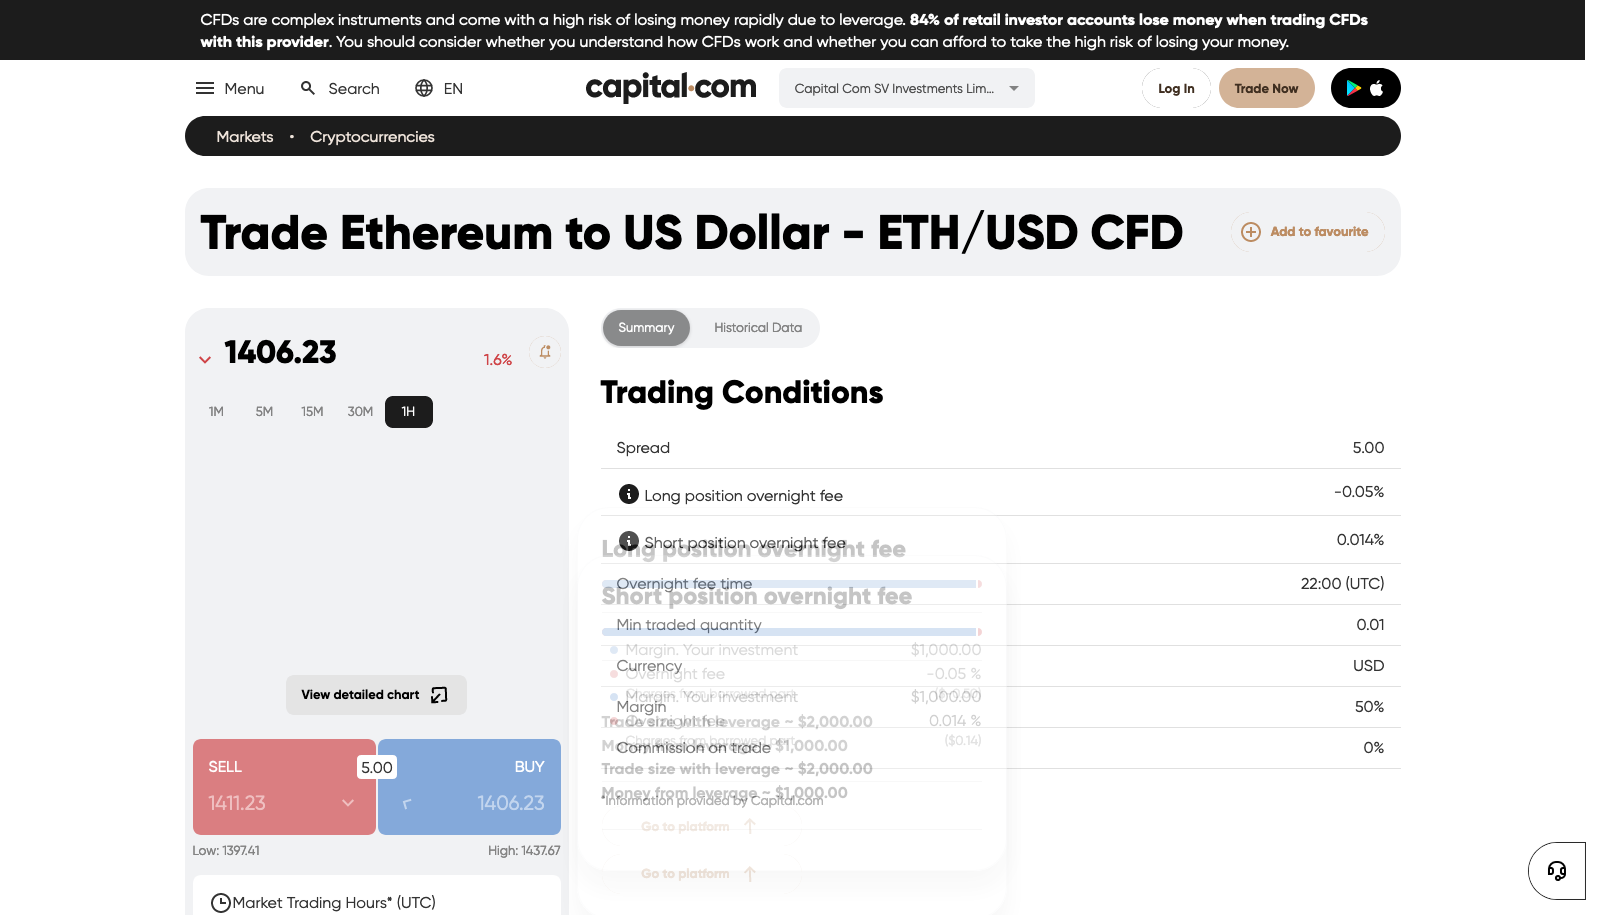 CFDs are complex instruments and come with a high risk of losing money rapidly due to leverage. 84% of retail investor accounts lose money when trading CFDs
with this provider. You should consider whether you understand how CFDs work and whether you can afford to take the high risk of losing your money.
Menu Search EN capital.com Capital Com SV Investments Lim... Log In Trade Now
Markets • Cryptocurrencies
Trade Ethereum to US Dollar - ETH/USD CFD Add to favourite
1406.23 1.6%
1M 5M 15M 30M 1H
View detailed chart
SELL 5.00 BUY
1411.23 1406.23
Low: 1397.41 High: 1437.67
Market Trading Hours* (UTC)
Summary Historical Data
Trading Conditions
Spread 5.00
Long position overnight fee -0.05%
Short position overnight fee 0.014%
Overnight fee time 22:00 (UTC)
Min traded quantity 0.01
Currency USD
Margin 50%
Commission on trade 0%
*Information provided by Capital.com
Long position overnight fee
Margin. Your investment $1,000.00
Overnight fee -0.05 %
Trade size with leverage ~ $2,000.00
Go to platform
Short position overnight fee
Margin. Your investment $1,000.00
Overnight fee 0.014 %
Charges from borrowed part ($0.14)
Trade size with leverage ~ $2,000.00
Money from leverage ~ $1,000.00
Go to platform